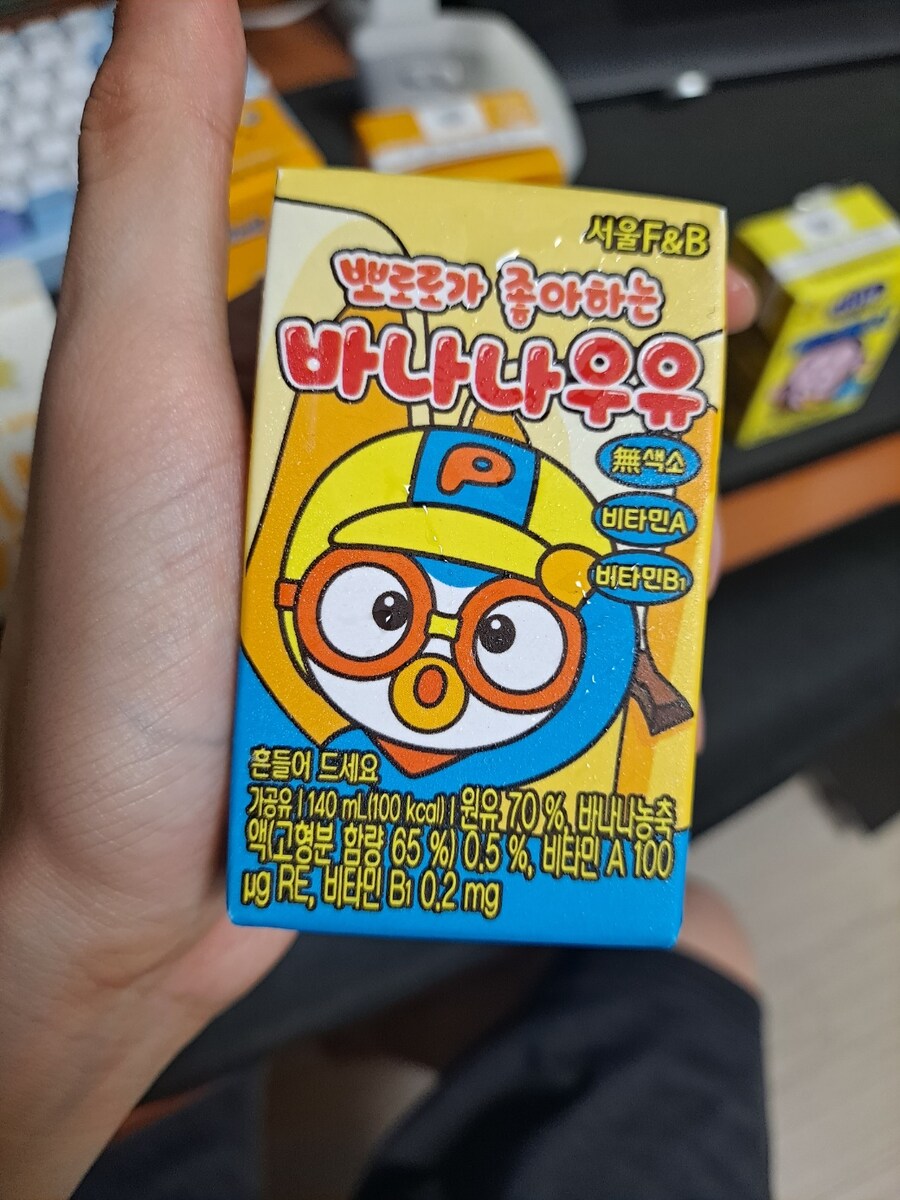 서울F&B
뽀로로가 좋아하는
바나나우유
無색소
비타민A
비타민B₁
P
흔들어 드세요
가공유 | 140 mL(100 kcal) | 원유 7.0 %, 바나나농축
액(고형분 함량 65 %) 0.5 %, 비타민 A 100
µg RE, 비타민 B₁ 0.2 mg